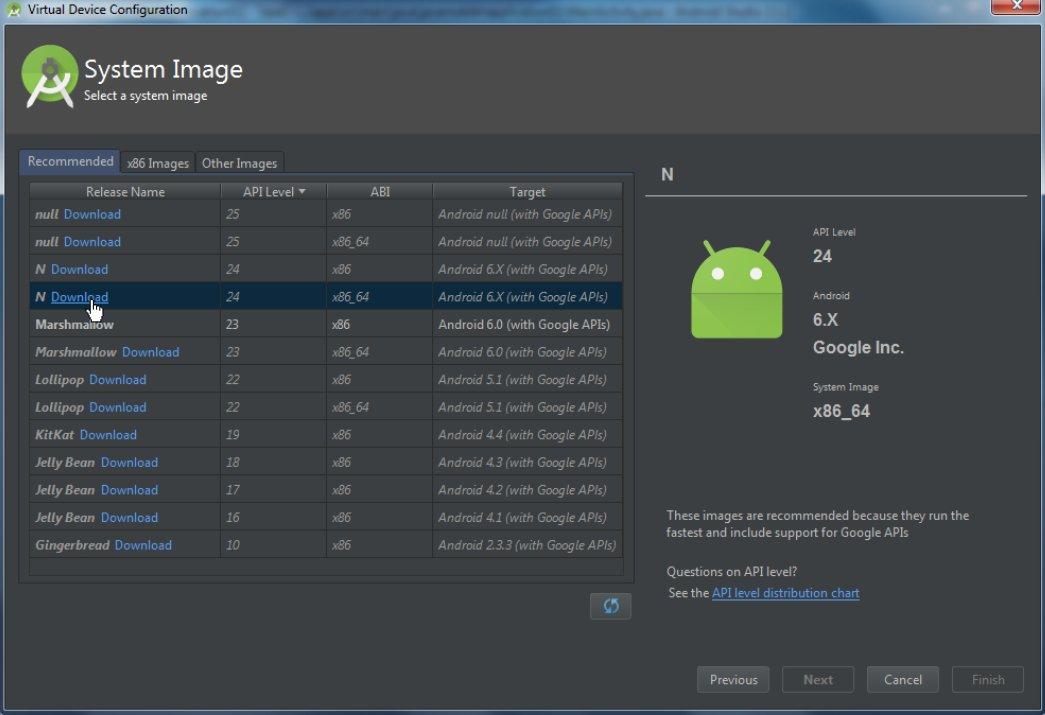 Virtual Device Configuration
System Image
Select a system image
Recommended x86 Images Other Images
Release Name API Level ABI Target
null Download 25 x86 Android null (with Google APIs)
null Download 25 x86_64 Android null (with Google APIs)
N Download 24 x86 Android 6.X (with Google APIs)
N Download 24 x86_64 Android 6.X (with Google APIs)
Marshmallow 23 x86 Android 6.0 (with Google APIs)
Marshmallow Download 23 x86_64 Android 6.0 (with Google APIs)
Lollipop Download 22 x86 Android 5.1 (with Google APIs)
Lollipop Download 22 x86_64 Android 5.1 (with Google APIs)
KitKat Download 19 x86 Android 4.4 (with Google APIs)
Jelly Bean Download 18 x86 Android 4.3 (with Google APIs)
Jelly Bean Download 17 x86 Android 4.2 (with Google APIs)
Jelly Bean Download 16 x86 Android 4.1 (with Google APIs)
Gingerbread Download 10 x86 Android 2.3.3 (with Google APIs)
N
API Level
24
Android
6.X
Google Inc.
System Image
x86_64
These images are recommended because they run the
fastest and include support for Google APIs
Questions on API level?
See the API level distribution chart
Previous Next Cancel Finish